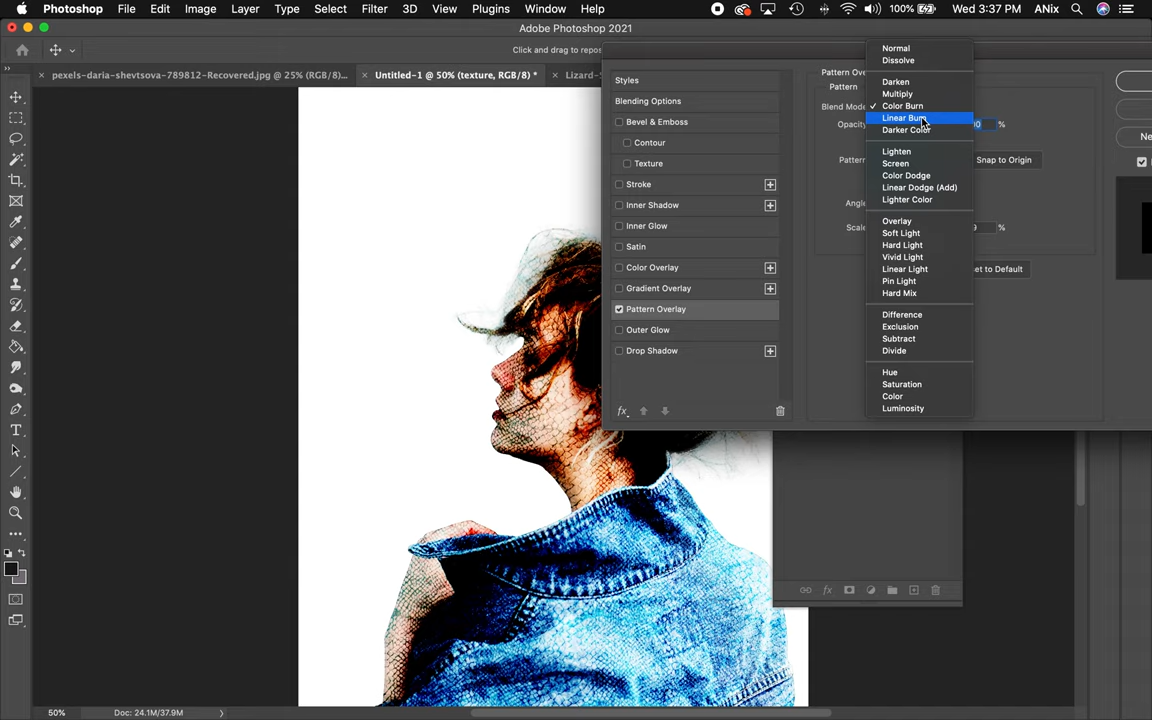 Photoshop File Edit Image Layer Type Select Filter 3D View Plugins Window Help 100% Wed 3:37 PM ANix
Adobe Photoshop 2021
Click and drag to repos
pexels-daria-shevtsova-789812-Recovered.jpg @ 25% (RGB/8)...
Untitled-1 @ 50% (texture, RGB/8) *
Lizard-S
Styles
Blending Options
Bevel & Emboss
Contour
Texture
Stroke
Inner Shadow
Inner Glow
Satin
Color Overlay
Gradient Overlay
Pattern Overlay
Outer Glow
Drop Shadow
fx
Pattern Ove
Pattern
Blend Mode
Opacity
%
Pattern
Snap to Origin
Angle
Scale
9 %
et to Default
Ne
Normal
Dissolve
Darken
Multiply
Color Burn
Linear Burn
Darker Color
Lighten
Screen
Color Dodge
Linear Dodge (Add)
Lighter Color
Overlay
Soft Light
Hard Light
Vivid Light
Linear Light
Pin Light
Hard Mix
Difference
Exclusion
Subtract
Divide
Hue
Saturation
Color
Luminosity
fx
50% Doc: 24.1M/37.9M